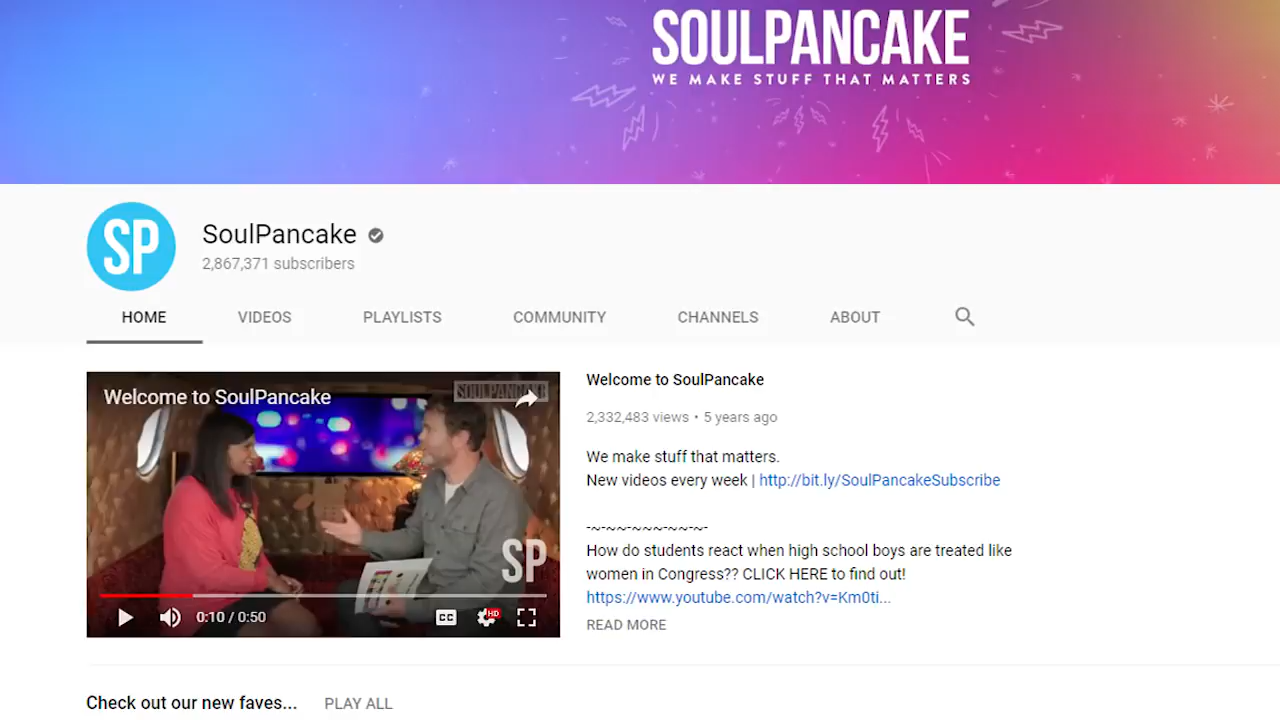 SOULPANCAKE
WE MAKE STUFF THAT MATTERS
SP
SoulPancake
2,867,371 subscribers
HOME VIDEOS PLAYLISTS COMMUNITY CHANNELS ABOUT
Welcome to SoulPancake
SOULPANCAKE
SP
0:10 / 0:50
CC
HD
Welcome to SoulPancake
2,332,483 views • 5 years ago
We make stuff that matters.
New videos every week | http://bit.ly/SoulPancakeSubscribe
-~-~~-~~~-~~-~-
How do students react when high school boys are treated like
women in Congress?? CLICK HERE to find out!
https://www.youtube.com/watch?v=Km0ti...
READ MORE
Check out our new faves... PLAY ALL